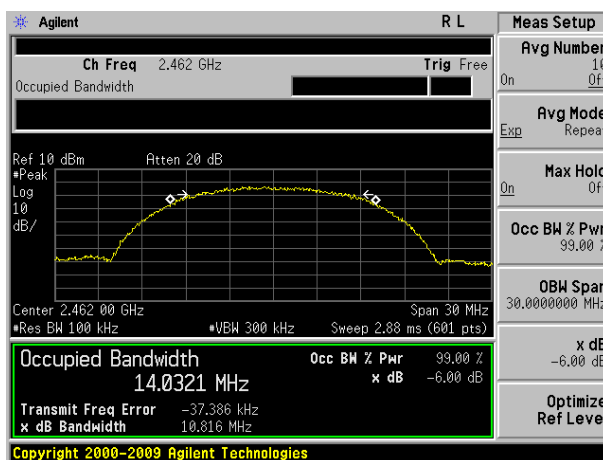 Agilent
R L
Meas Setup
Ch Freq 2.462 GHz
Trig Free
Occupied Bandwidth
Ref 10 dBm
Atten 20 dB
#Peak
Log
10
dB/
Center 2.462 00 GHz
Span 30 MHz
#Res BW 100 kHz
#VBW 300 kHz
Sweep 2.88 ms (601 pts)
Occupied Bandwidth
14.0321 MHz
Occ BW % Pwr 99.00 %
x dB -6.00 dB
Transmit Freq Error -37.386 kHz
x dB Bandwidth 10.816 MHz
Copyright 2000-2009 Agilent Technologies
Avg Number
10
On Of
Avg Mode
Exp Repea
Max Hold
On Of
Occ BW % Pwr
99.00 %
OBW Span
30.0000000 MHz
x dB
-6.00 dB
Optimize
Ref Leve